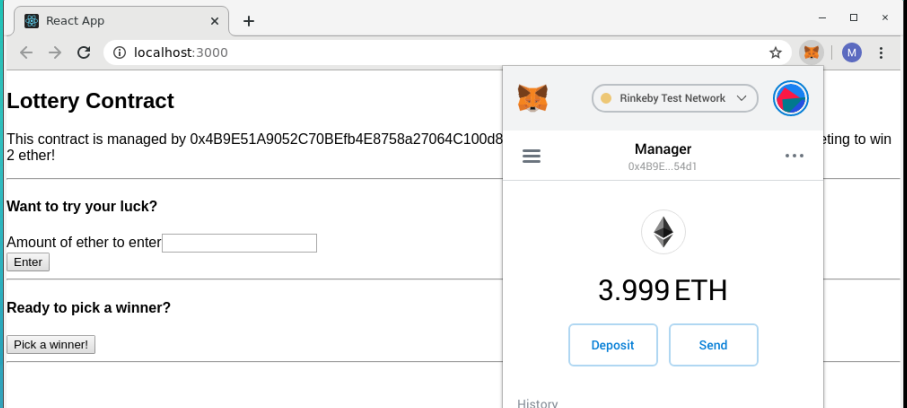 React App
localhost:3000
M
Lottery Contract
This contract is managed by 0x4B9E51A9052C70BEfb4E8758a27064C100d8
eting to win
2 ether!
Want to try your luck?
Amount of ether to enter
Enter
Ready to pick a winner?
Pick a winner!
Rinkeby Test Network
Manager
0x4B9E...54d1
3.999 ETH
Deposit
Send
History